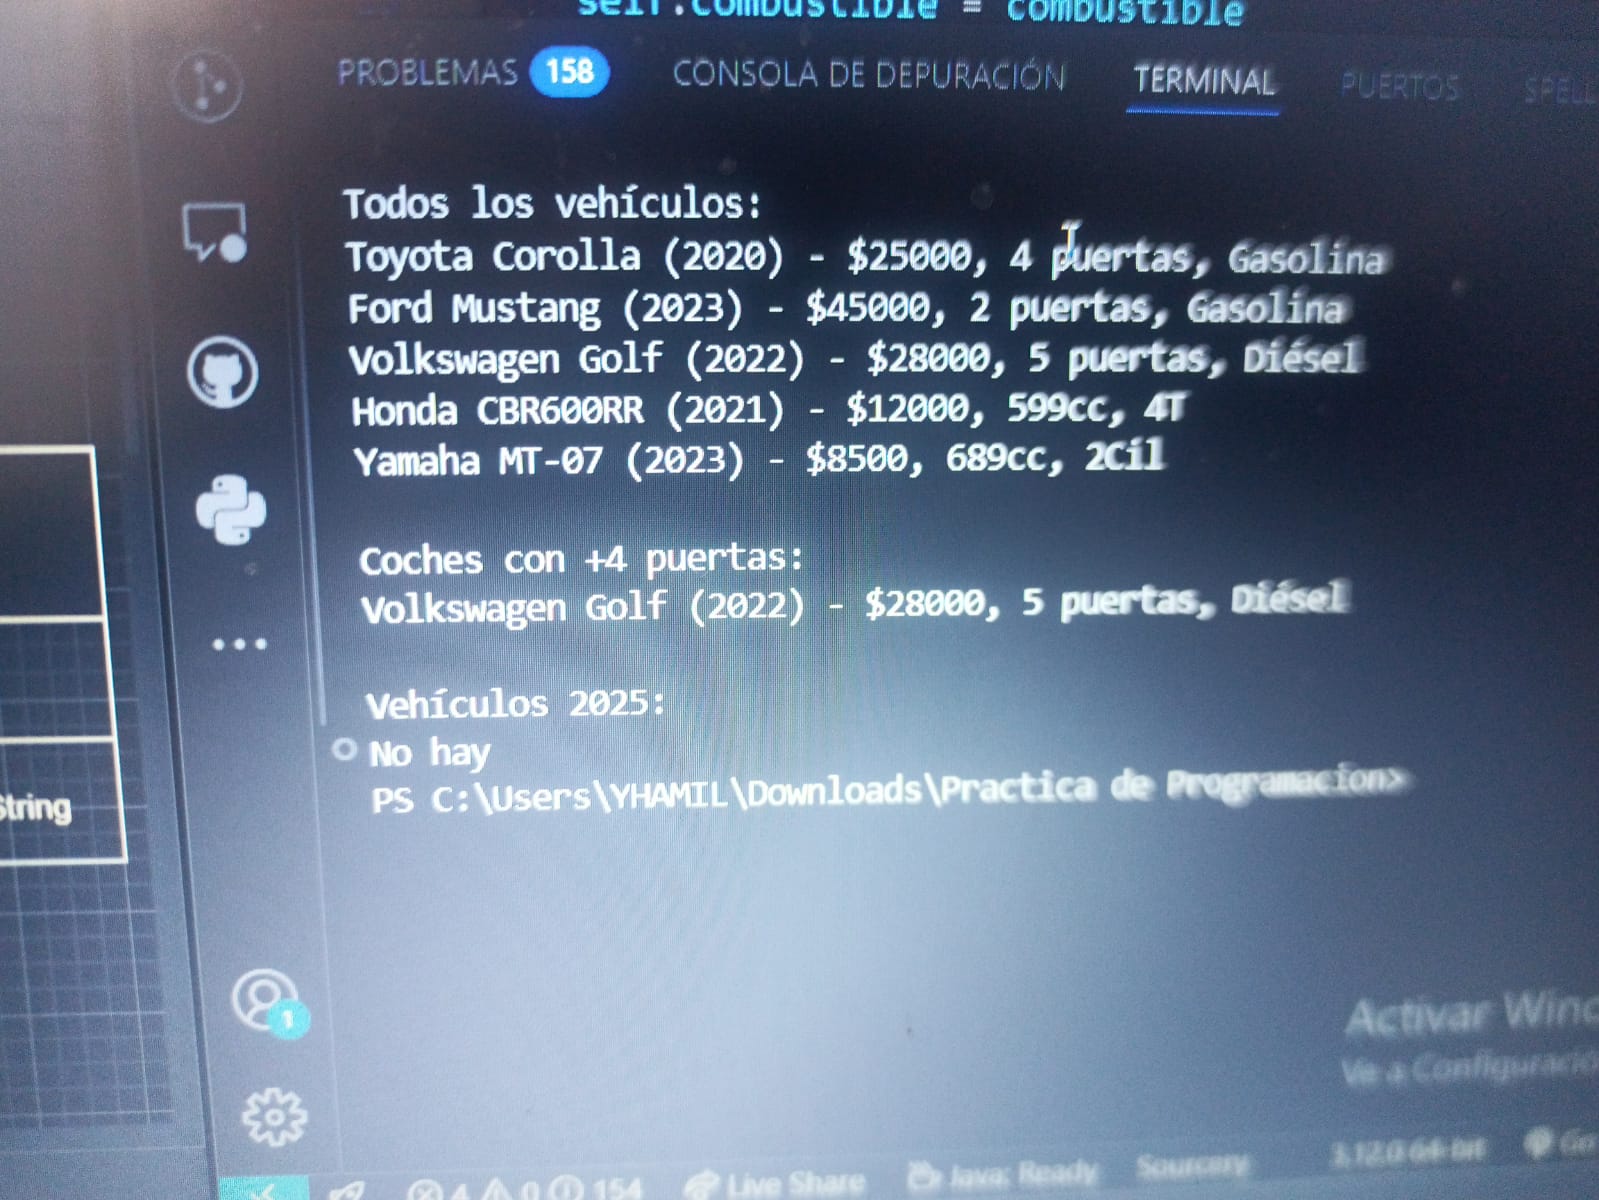 self.combustible = combustible
PROBLEMAS 158 CONSOLA DE DEPURACIÓN TERMINAL PUERTOS SPELL
Todos los vehículos:
Toyota Corolla (2020) - $25000, 4 puertas, Gasolina
Ford Mustang (2023) - $45000, 2 puertas, Gasolina
Volkswagen Golf (2022) - $28000, 5 puertas, Diésel
Honda CBR600RR (2021) - $12000, 599cc, 4T
Yamaha MT-07 (2023) - $8500, 689cc, 2Cil
Coches con +4 puertas:
Volkswagen Golf (2022) - $28000, 5 puertas, Diésel
Vehículos 2025:
No hay
PS C:\Users\YHAMIL\Downloads\Practica de Programacion>
String
1
Activar Winc
Ve a Configuració
4 0 154 Live Share Java: Ready Sourcery 3.12.0 64-bit Go